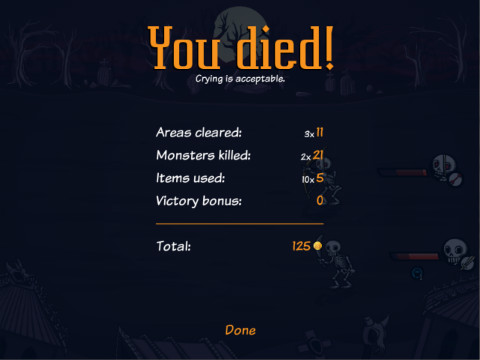 You died!
Crying is acceptable.
Areas cleared: 3x 11
Monsters killed: 2x 21
Items used: 10x 5
Victory bonus: 0
Total: 125
Done